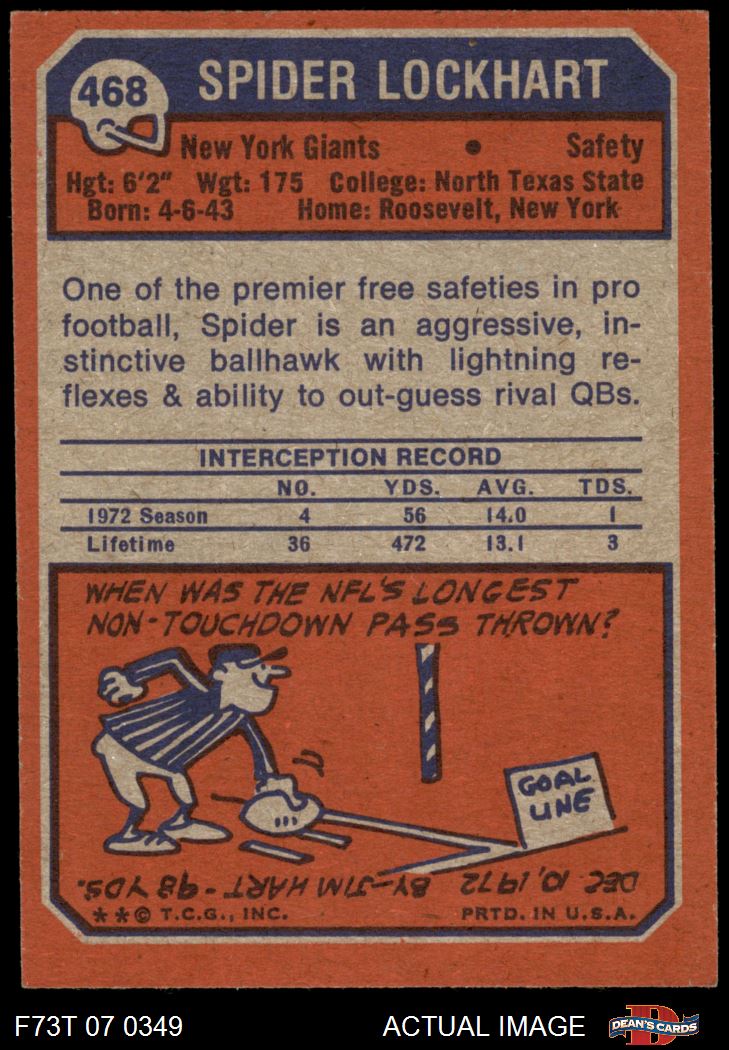 468
SPIDER LOCKHART
New York Giants • Safety
Hgt: 6'2" Wgt: 175 College: North Texas State
Born: 4-6-43 Home: Roosevelt, New York
One of the premier free safeties in pro
football, Spider is an aggressive, in-
stinctive ballhawk with lightning re-
flexes & ability to out-guess rival QBs.
INTERCEPTION RECORD
NO. YDS. AVG. TDS.
1972 Season 4 56 14.0 1
Lifetime 36 472 13.1 3
WHEN WAS THE NFL'S LONGEST
NON-TOUCHDOWN PASS THROWN?
GOAL
LINE
DEC 10, 1972 BY-JIM HART-98 YDS.
**© T.C.G., INC. PRTD. IN U.S.A.
F73T 07 0349 ACTUAL IMAGE
D
DEAN'S CARDS